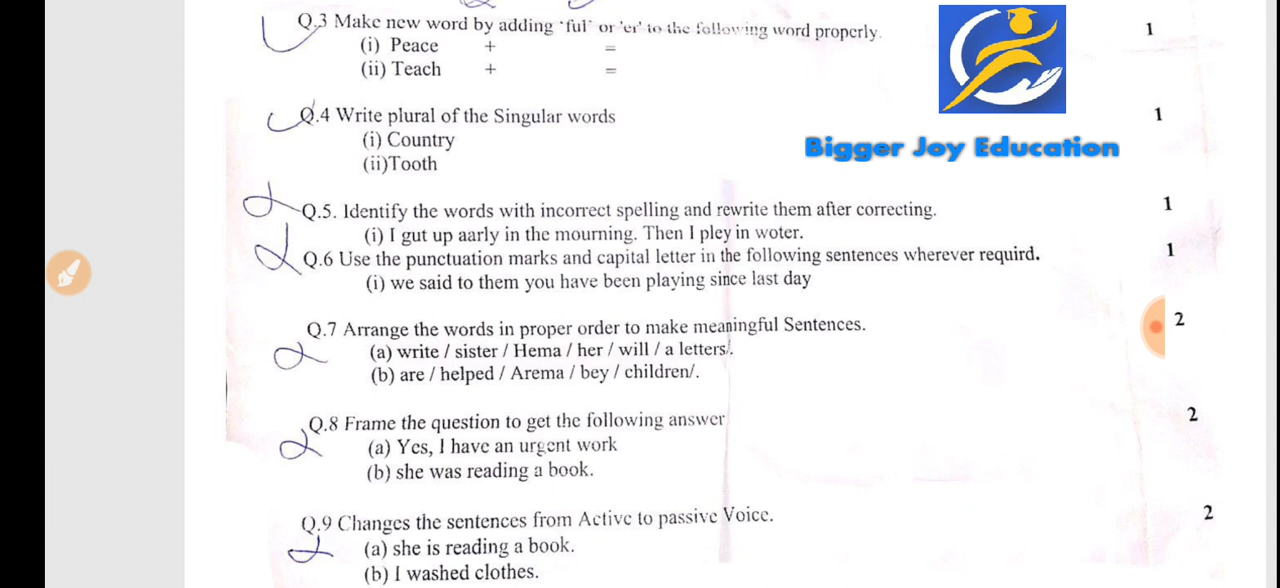 Q.3 Make new word by adding 'ful' or 'er' to the following word properly. 1
(i) Peace + =
(ii) Teach + =
Q.4 Write plural of the Singular words 1
(i) Country
(ii)Tooth
Bigger Joy Education
Q.5. Identify the words with incorrect spelling and rewrite them after correcting. 1
(i) I gut up aarly in the mourning. Then I pley in woter.
Q.6 Use the punctuation marks and capital letter in the following sentences wherever requird. 1
(i) we said to them you have been playing since last day
Q.7 Arrange the words in proper order to make meaningful Sentences. 2
(a) write / sister / Hema / her / will / a letters/.
(b) are / helped / Arema / bey / children/.
Q.8 Frame the question to get the following answer 2
(a) Yes, I have an urgent work
(b) she was reading a book.
Q.9 Changes the sentences from Active to passive Voice. 2
(a) she is reading a book.
(b) I washed clothes.